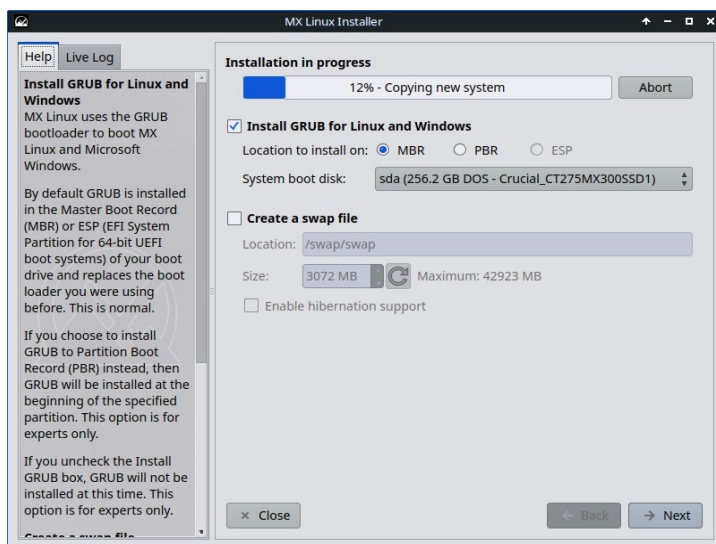 MX Linux Installer
Help
Live Log
Install GRUB for Linux and
Windows
MX Linux uses the GRUB
bootloader to boot MX
Linux and Microsoft
Windows.
By default GRUB is installed
in the Master Boot Record
(MBR) or ESP (EFI System
Partition for 64-bit UEFI
boot systems) of your boot
drive and replaces the boot
loader you were using
before. This is normal.
If you choose to install
GRUB to Partition Boot
Record (PBR) instead, then
GRUB will be installed at the
beginning of the specified
partition. This option is for
experts only.
If you uncheck the Install
GRUB box, GRUB will not be
installed at this time. This
option is for experts only.
Create a swap file
Installation in progress
12% - Copying new system
Abort
Install GRUB for Linux and Windows
Location to install on: MBR PBR ESP
System boot disk: sda (256.2 GB DOS - Crucial_CT275MX300SSD1)
Create a swap file
Location: /swap/swap
Size: 3072 MB Maximum: 42923 MB
Enable hibernation support
Close
Back
Next